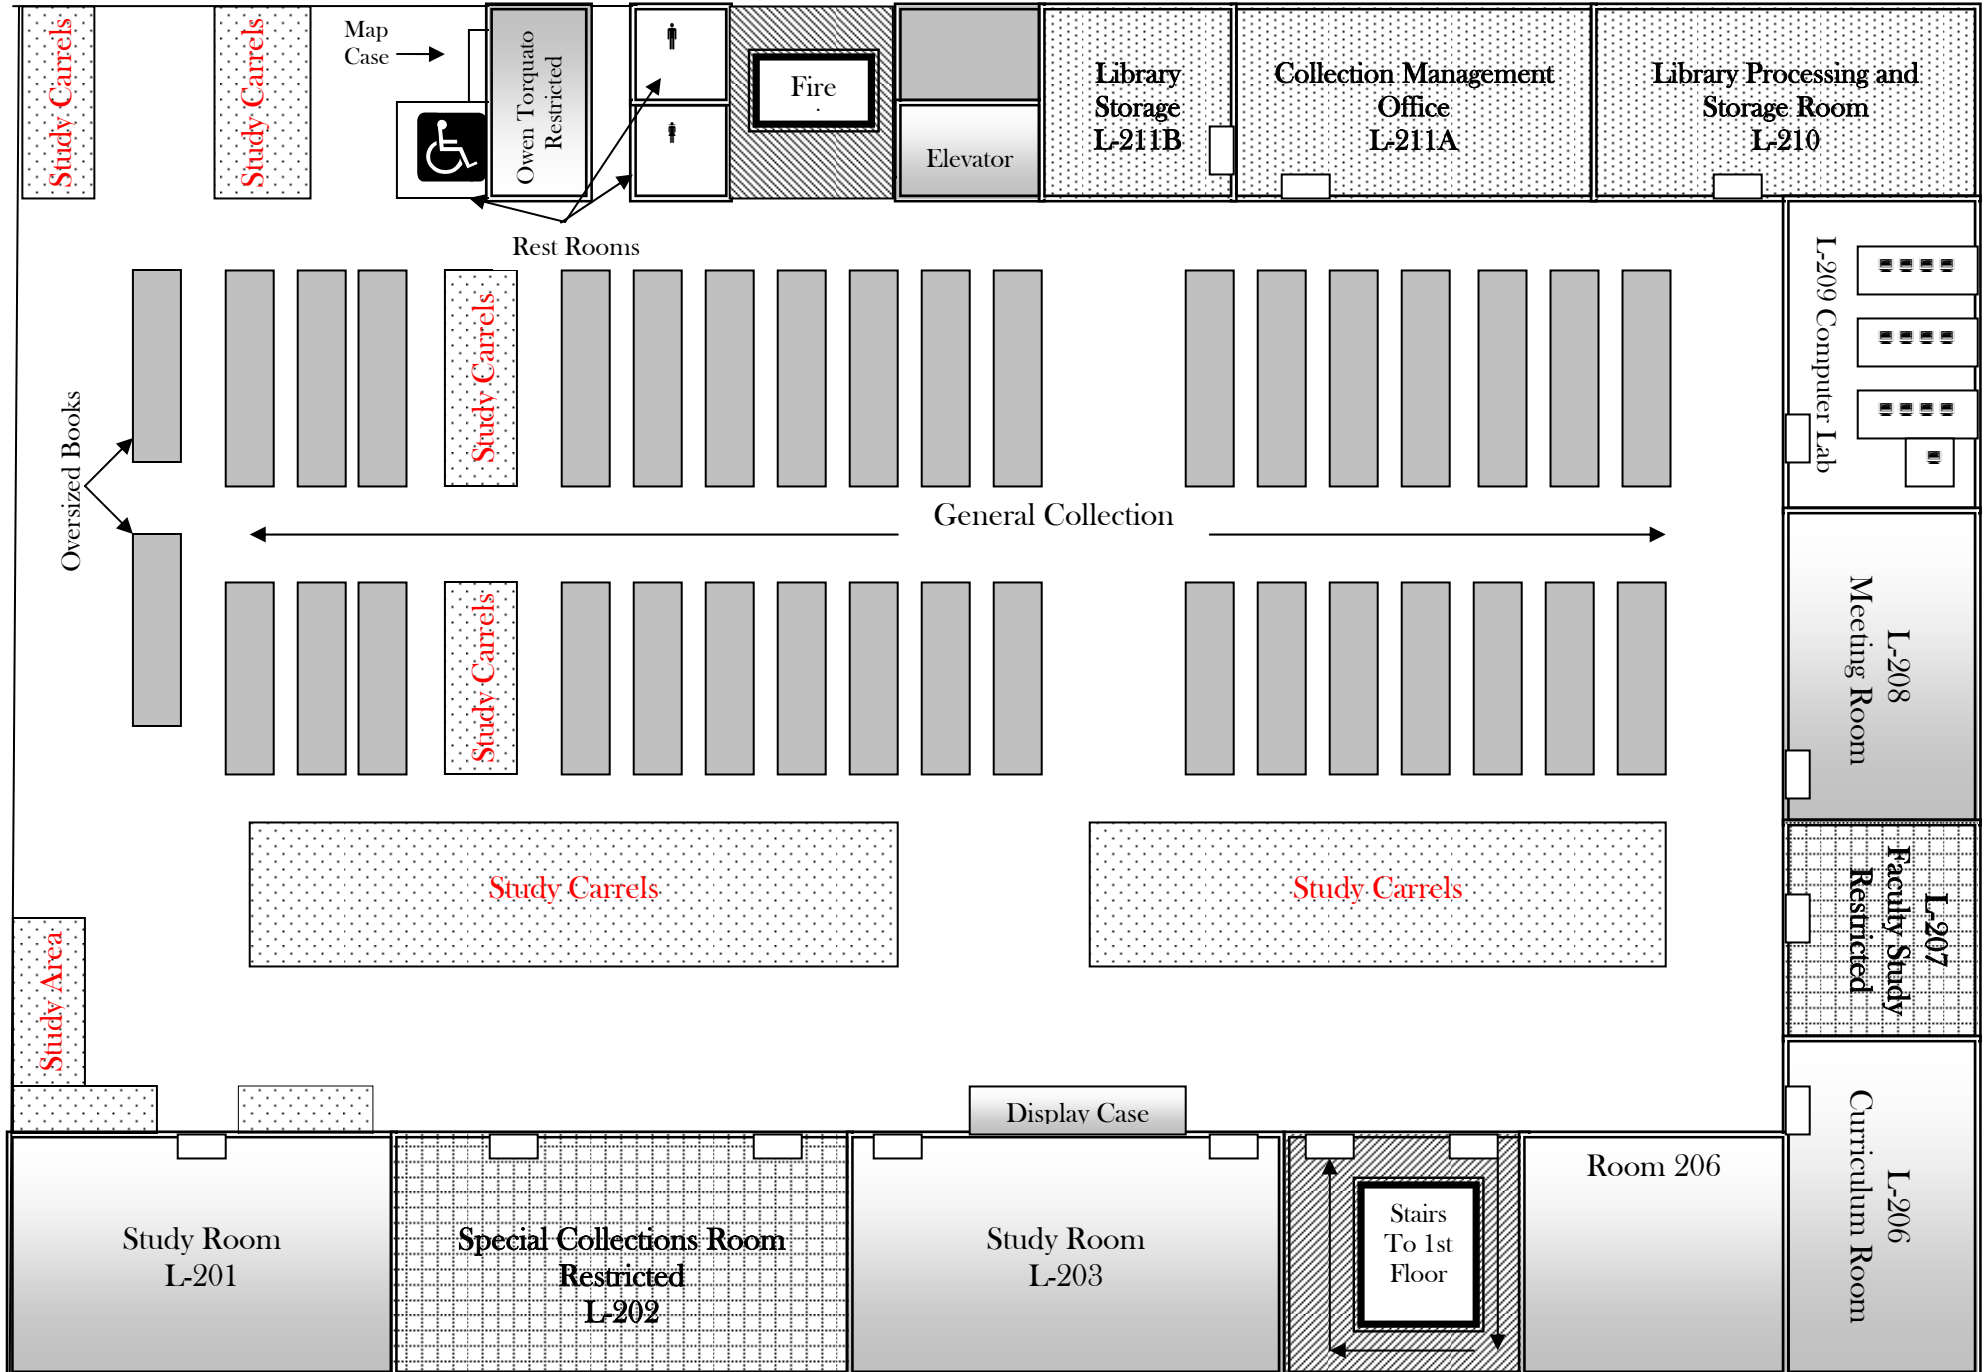 Study Carrels
Study Carrels
Map
Case
Owen Torquato
Restricted
Fire
.
Elevator
Library
Storage
L-211B
Collection Management
Office
L-211A
Library Processing and
Storage Room
L-210
Rest Rooms
L-209 Computer Lab
Oversized Books
Study Carrels
General Collection
Study Carrels
L-208
Meeting Room
Study Carrels
Study Carrels
L-207
Faculty Study
Restricted
Study Area
Display Case
Study Room
L-201
Special Collections Room
Restricted
L-202
Study Room
L-203
Stairs
To 1st
Floor
Room 206
L-206
Curriculum Room